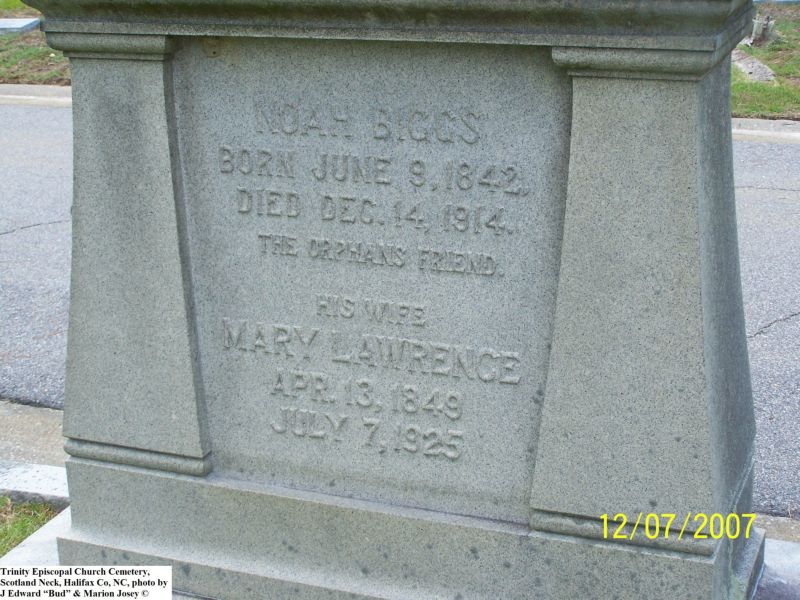 NOAH BIGGS
BORN JUNE 9, 1842.
DIED DEC. 14, 1914.
THE ORPHANS FRIEND.
HIS WIFE
MARY LAWRENCE
APR. 13, 1849
JULY 7, 1925
12/07/2007
Trinity Episcopal Church Cemetery,
Scotland Neck, Halifax Co, NC, photo by
J Edward “Bud” & Marion Josey ©